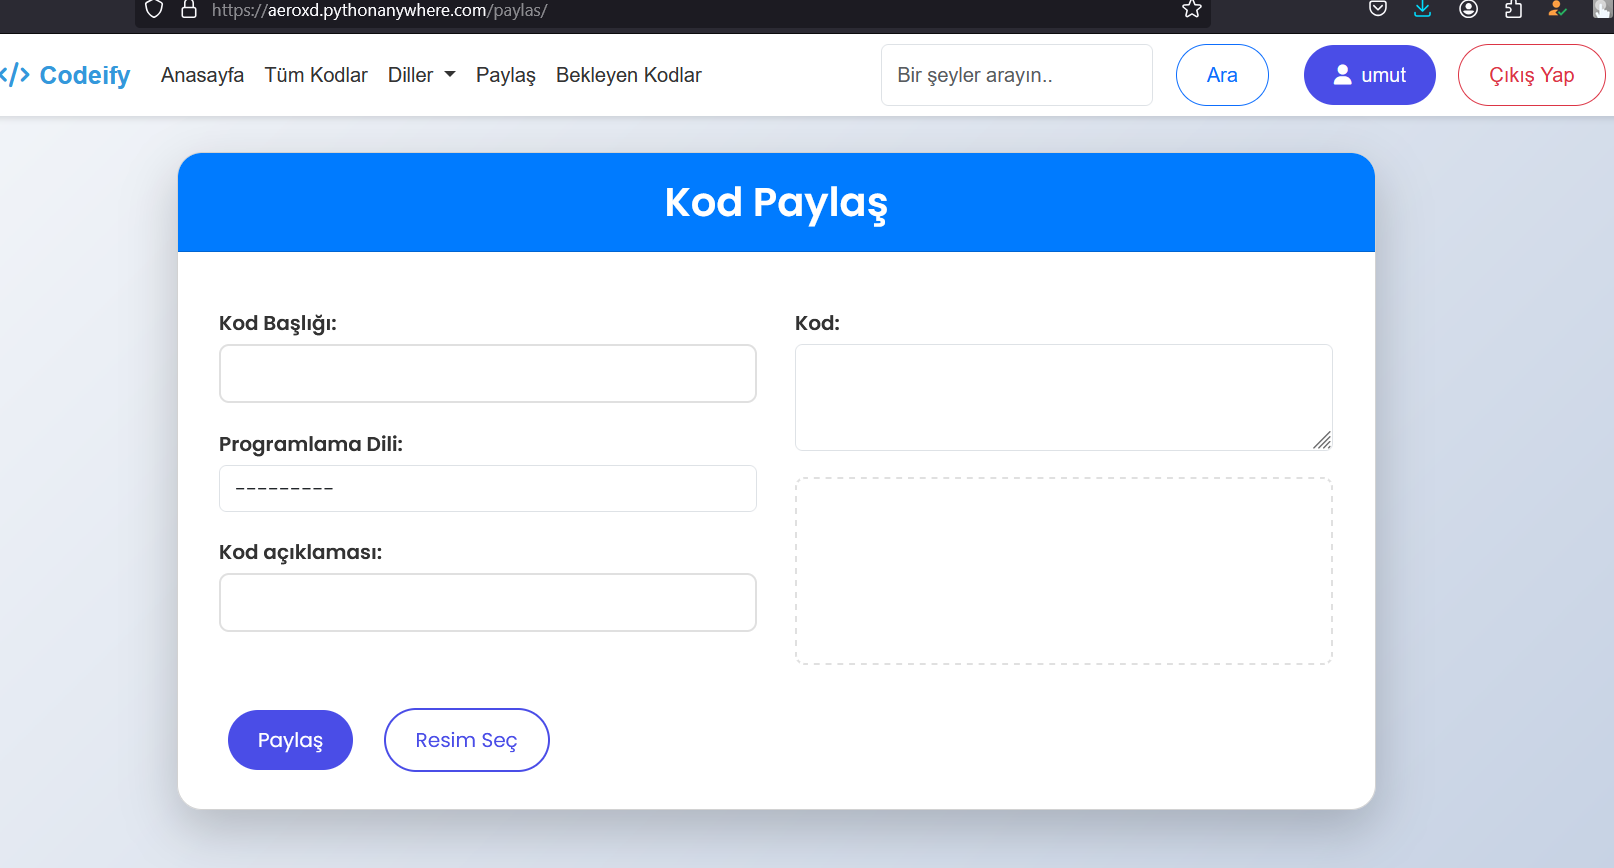 https://aeroxd.pythonanywhere.com/paylas/
</> Codeify Anasayfa Tüm Kodlar Diller Paylaş Bekleyen Kodlar Bir şeyler arayın.. Ara umut Çıkış Yap
Kod Paylaş
Kod Başlığı:
Programlama Dili:
---------
Kod açıklaması:
Kod:
Paylaş Resim Seç